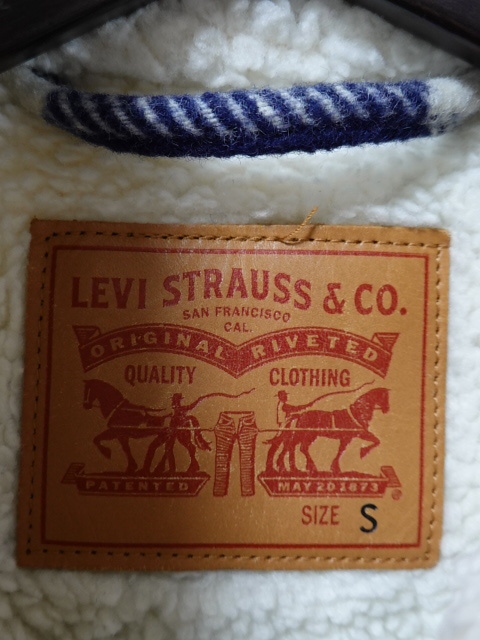 LEVI STRAUSS & CO.
SAN FRANCISCO
CAL.
ORIGINAL RIVETED
QUALITY CLOTHING
PATENTED MAY 20 1873
®
SIZE S